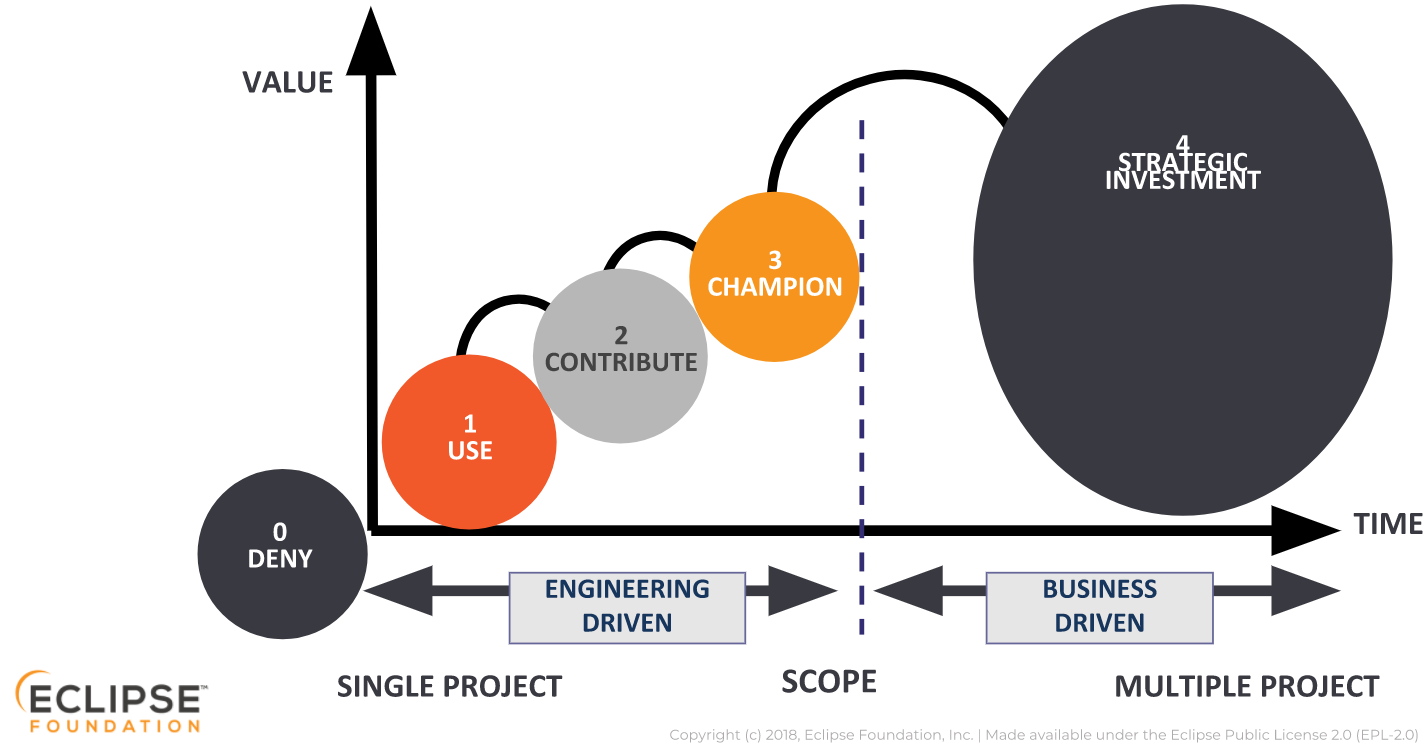 VALUE
4
STRATEGIC
INVESTMENT
3
CHAMPION
2
CONTRIBUTE
1
USE
0
DENY
TIME
ENGINEERING
DRIVEN
BUSINESS
DRIVEN
SINGLE PROJECT
SCOPE
MULTIPLE PROJECT
ECLIPSE™
FOUNDATION
Copyright (c) 2018, Eclipse Foundation, Inc. | Made available under the Eclipse Public License 2.0 (EPL-2.0)